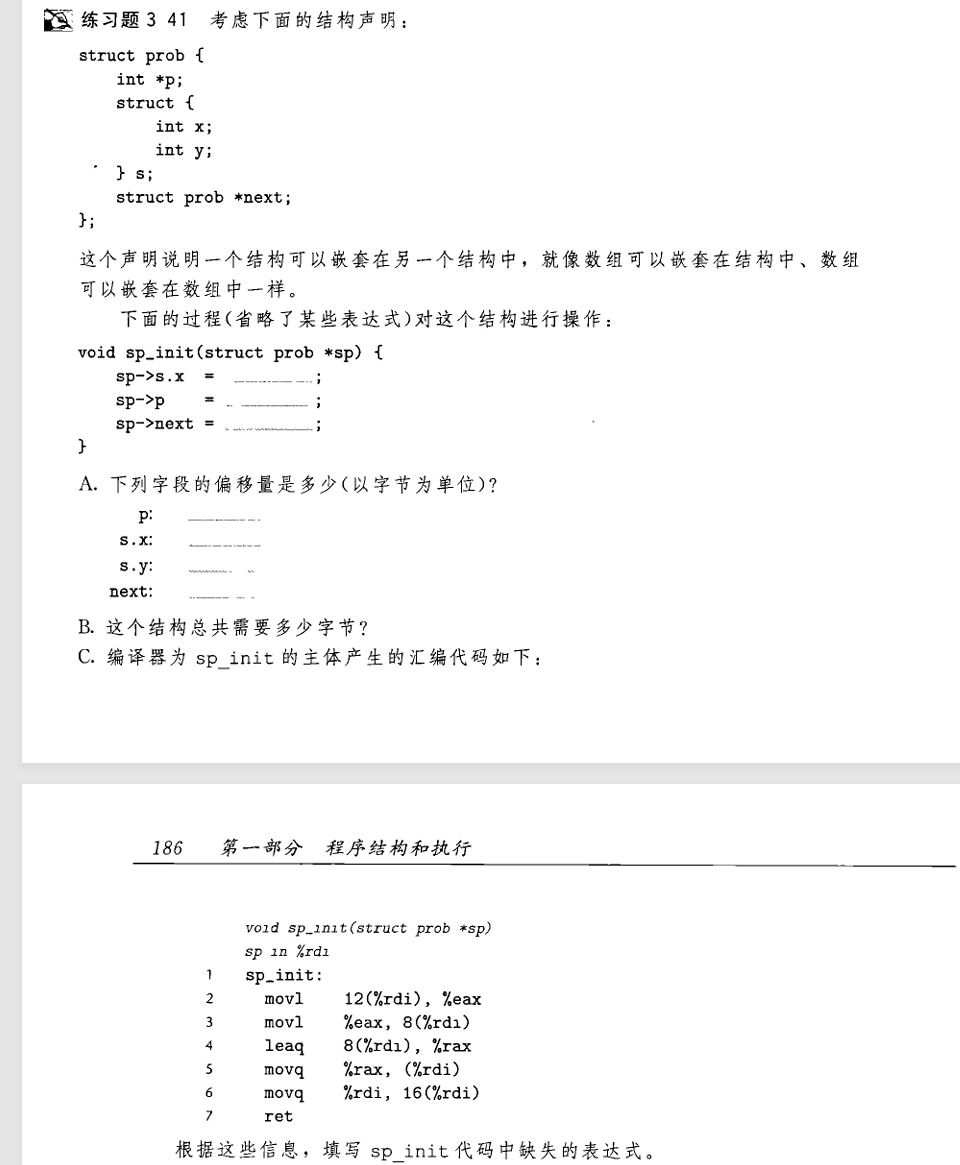 练习题 3 41 考虑下面的结构声明：
struct prob {
    int *p;
    struct {
        int x;
        int y;
    } s;
    struct prob *next;
};
这个声明说明一个结构可以嵌套在另一个结构中，就像数组可以嵌套在结构中、数组
可以嵌套在数组中一样。
下面的过程(省略了某些表达式)对这个结构进行操作：
void sp_init(struct prob *sp) {
    sp->s.x = ________;
    sp->p = ________;
    sp->next = ________;
}
A. 下列字段的偏移量是多少(以字节为单位)?
p: ________
s.x: ________
s.y: ________
next: ________
B. 这个结构总共需要多少字节?
C. 编译器为 sp_init 的主体产生的汇编代码如下：
186 第一部分 程序结构和执行
void sp_init(struct prob *sp)
sp in %rdi
1 sp_init:
2 movl 12(%rdi), %eax
3 movl %eax, 8(%rdi)
4 leaq 8(%rdi), %rax
5 movq %rax, (%rdi)
6 movq %rdi, 16(%rdi)
7 ret
根据这些信息，填写 sp_init 代码中缺失的表达式。